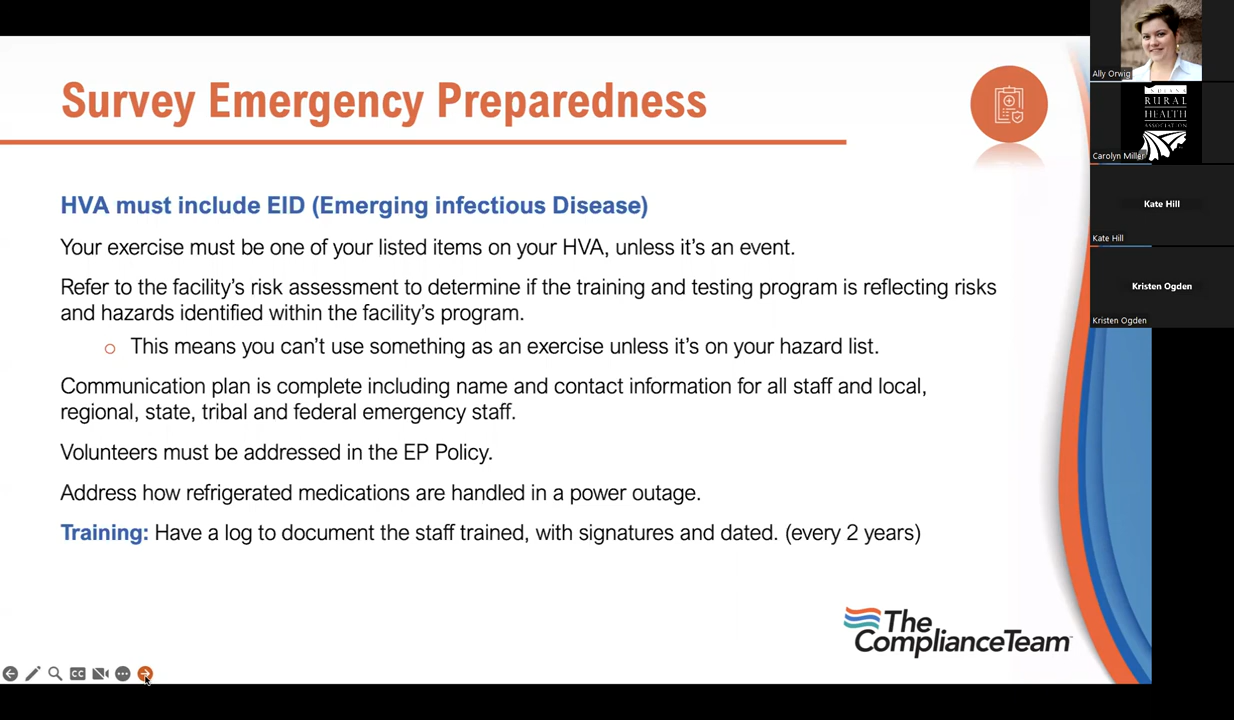 Survey Emergency Preparedness
HVA must include EID (Emerging infectious Disease)
Your exercise must be one of your listed items on your HVA, unless it's an event.
Refer to the facility's risk assessment to determine if the training and testing program is reflecting risks
and hazards identified within the facility's program.
This means you can't use something as an exercise unless it's on your hazard list.
Communication plan is complete including name and contact information for all staff and local,
regional, state, tribal and federal emergency staff.
Volunteers must be addressed in the EP Policy.
Address how refrigerated medications are handled in a power outage.
Training: Have a log to document the staff trained, with signatures and dated. (every 2 years)
The
ComplianceTeam
CC
Ally Orwig
INDIANA
RURAL
HEALTH
ASSOCIATION
Carolyn Miller
Kate Hill
Kate Hill
Kristen Ogden
Kristen Ogden